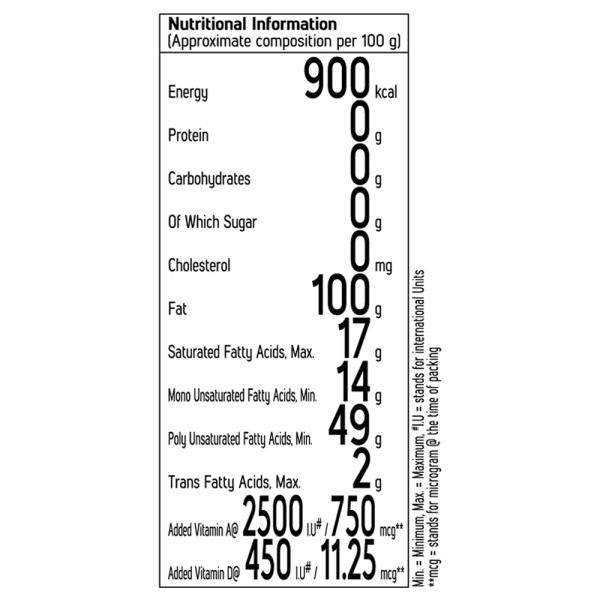 Nutritional Information
(Approximate composition per 100 g)
Energy 900 kcal
Protein 0 g
Carbohydrates 0 g
Of Which Sugar 0 g
Cholesterol 0 mg
Fat 100 g
Saturated Fatty Acids, Max. 17 g
Mono Unsaturated Fatty Acids, Min. 14 g
Poly Unsaturated Fatty Acids, Min. 49 g
Trans Fatty Acids, Max. 2 g
Added Vitamin A@ 2500 I.U# / 750 mcg**
Added Vitamin D@ 450 I.U# / 11.25 mcg**
Min. = Minimum, Max. = Maximum, #I.U = stands for international Units
**mcg = stands for microgram @ the time of packing